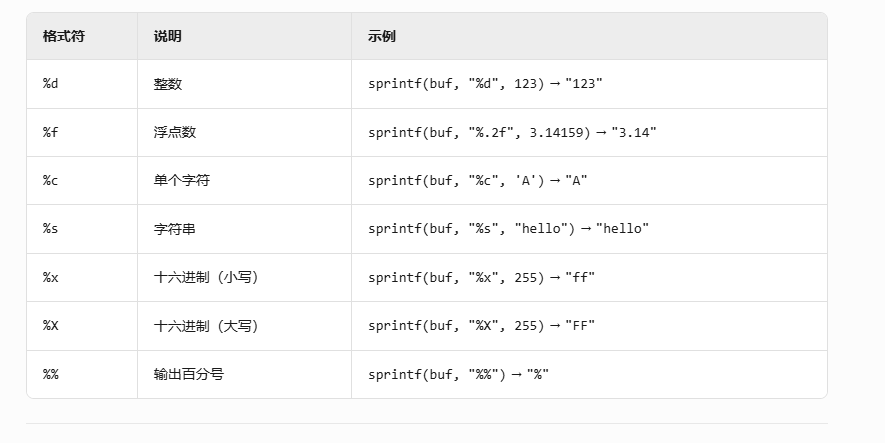 格式符 说明 示例
%d 整数 sprintf(buf, "%d", 123) → "123"
%f 浮点数 sprintf(buf, "%.2f", 3.14159) → "3.14"
%c 单个字符 sprintf(buf, "%c", 'A') → "A"
%s 字符串 sprintf(buf, "%s", "hello") → "hello"
%x 十六进制（小写） sprintf(buf, "%x", 255) → "ff"
%X 十六进制（大写） sprintf(buf, "%X", 255) → "FF"
%% 输出百分号 sprintf(buf, "%%") → "%"